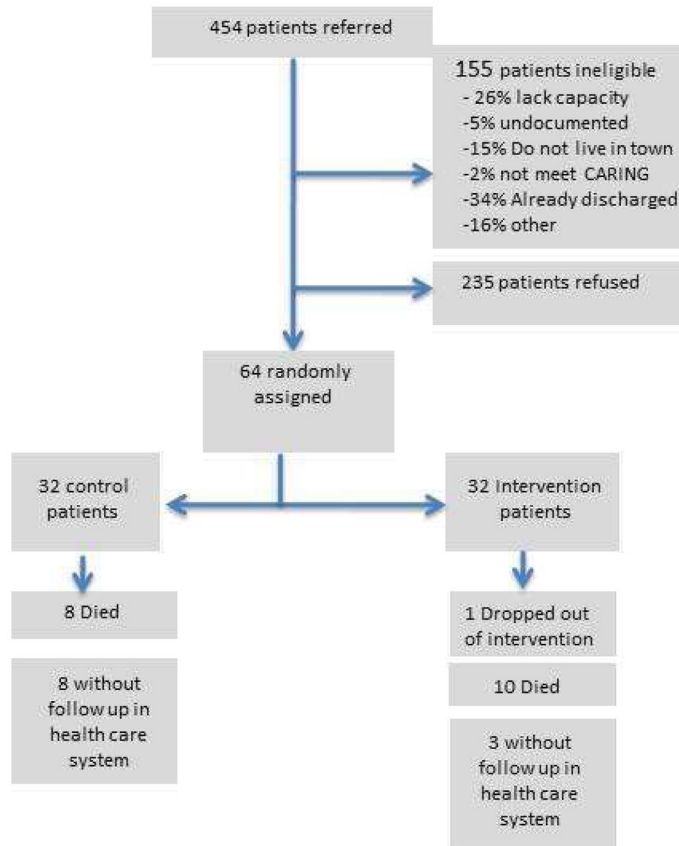 454 patients referred
155 patients ineligible
- 26% lack capacity
-5% undocumented
-15% Do not live in town
-2% not meet CARING
-34% Already discharged
-16% other
235 patients refused
64 randomly
assigned
32 control
patients
32 Intervention
patients
8 Died
8 without
follow up in
health care
system
1 Dropped out
of intervention
10 Died
3 without
follow up in
health care
system